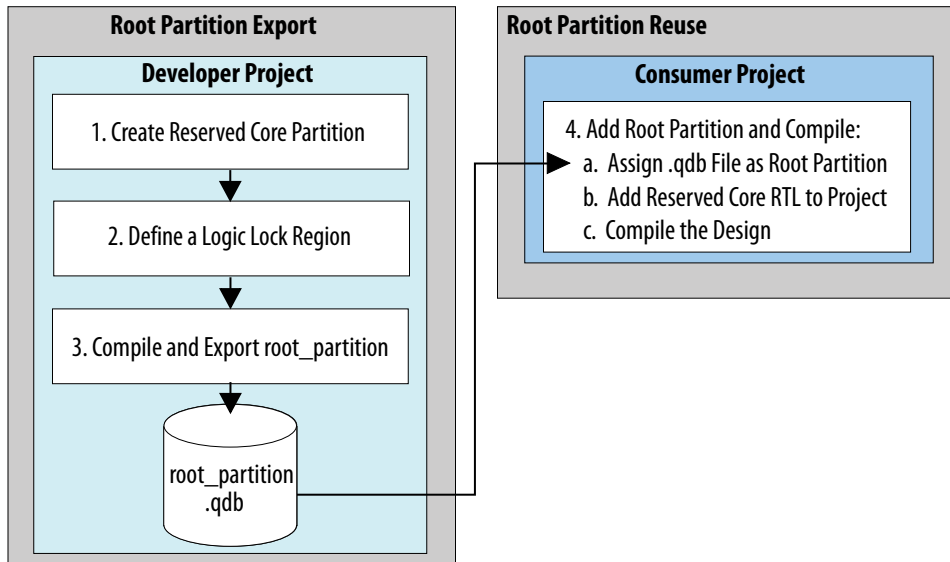 Root Partition Export
Developer Project
1. Create Reserved Core Partition
2. Define a Logic Lock Region
3. Compile and Export root_partition
root_partition
.qdb
Root Partition Reuse
Consumer Project
4. Add Root Partition and Compile:
a. Assign .qdb File as Root Partition
b. Add Reserved Core RTL to Project
c. Compile the Design